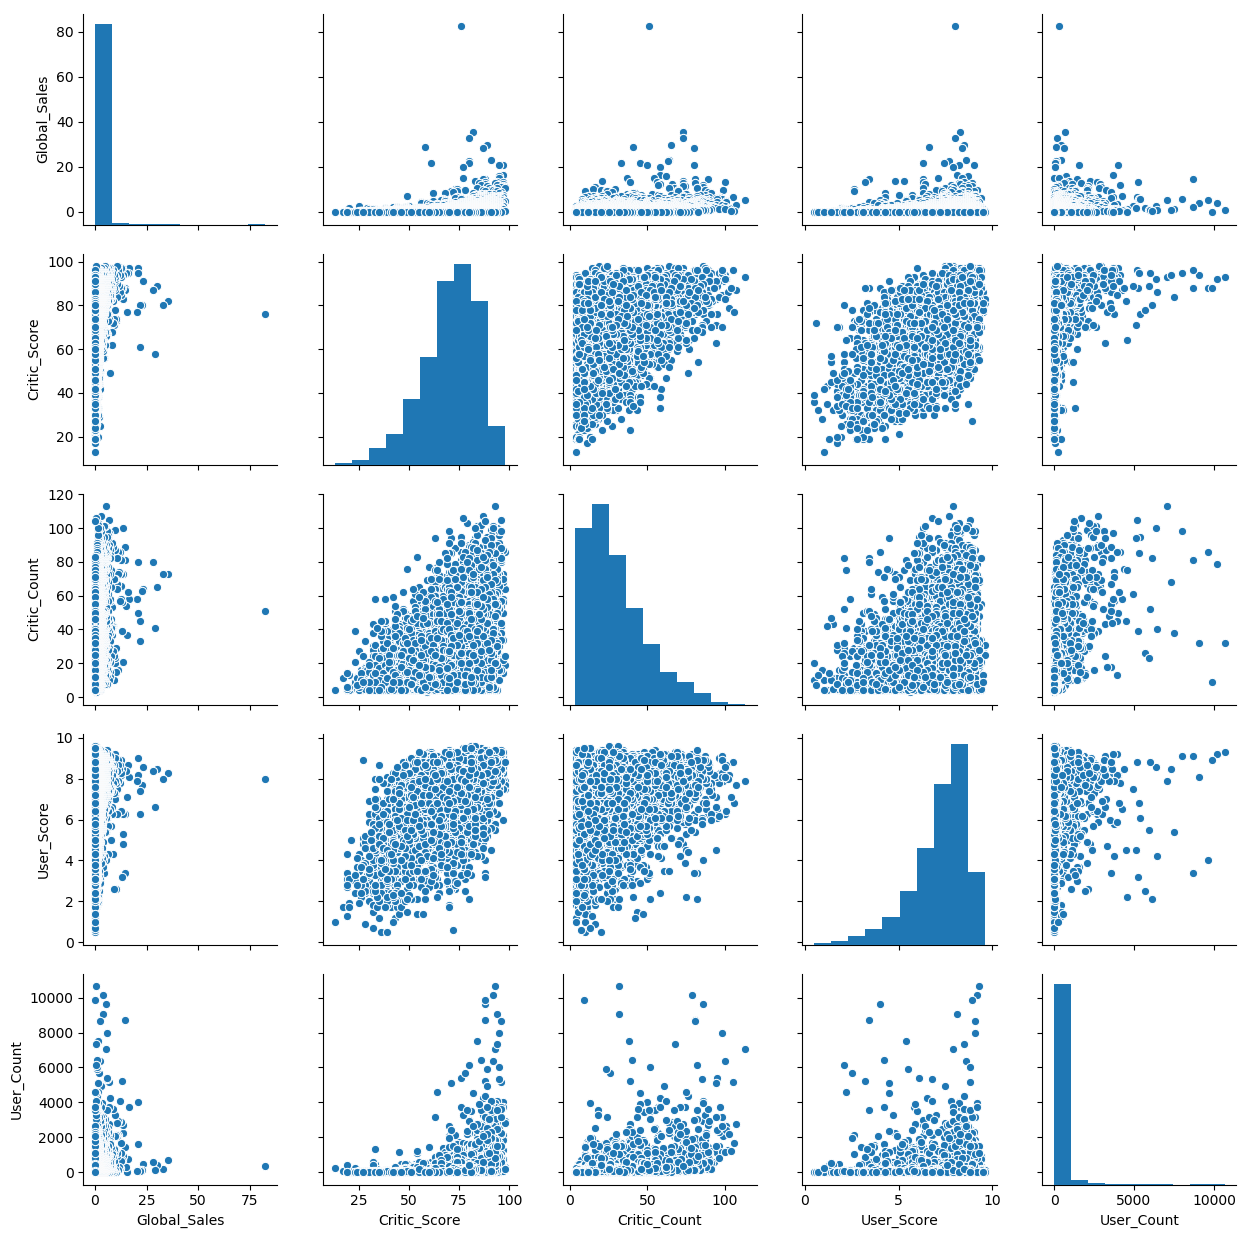 80
60
40
20
0
Global_Sales
100
80
60
40
20
Critic_Score
120
100
80
60
40
20
0
Critic_Count
10
8
6
4
2
0
User_Score
10000
8000
6000
4000
2000
0
User_Count
0 25 50 75
25 50 75 100
0 50 100
0 5 10
0 5000 10000
Global_Sales Critic_Score Critic_Count User_Score User_Count